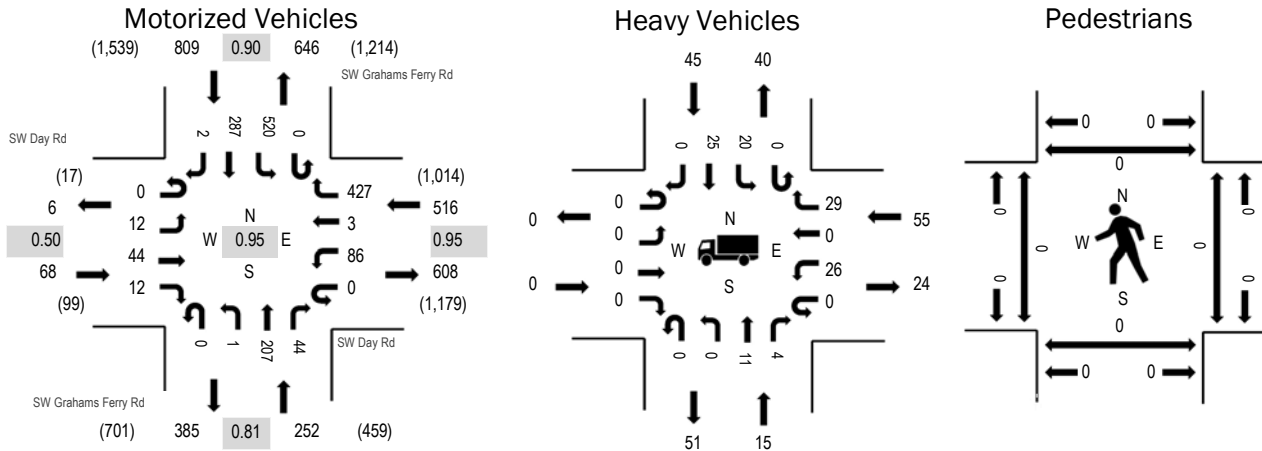 Motorized Vehicles
(1,539) 809 0.90 646 (1,214)
SW Grahams Ferry Rd
SW Day Rd
2 287 520 0
(17)
6
0.50
68
(99)
0
12
44
12
N
W 0.95 E
S
427
3
86
0
(1,014)
516
0.95
608
(1,179)
0 1 207 44
SW Day Rd
SW Grahams Ferry Rd
(701) 385 0.81 252 (459)
Heavy Vehicles
45 40
0 25 20 0
0
0
0
0
0
0
N
W E
S
29
0
26
0
55
24
0 0 11 4
51 15
Pedestrians
0 0
0
0
0
0
N
W E
S
0
0
0
0
0 0